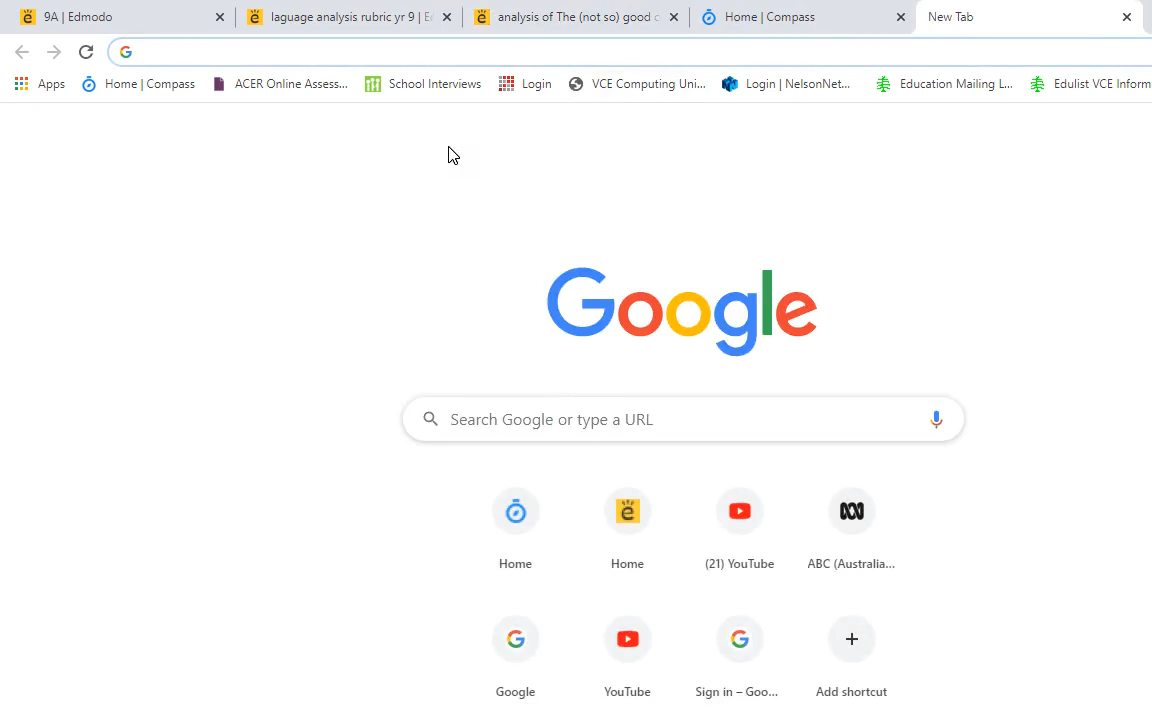 9A | Edmodo
laguage analysis rubric yr 9 | E
analysis of The (not so) good
Home | Compass
New Tab
Apps
Home | Compass
ACER Online Assess...
School Interviews
Login
VCE Computing Uni...
Login | NelsonNet...
Education Mailing L...
Edulist VCE Inform
Google
Search Google or type a URL
Home
Home
(21) YouTube
ABC (Australia...
Google
YouTube
Sign in – Goo...
Add shortcut